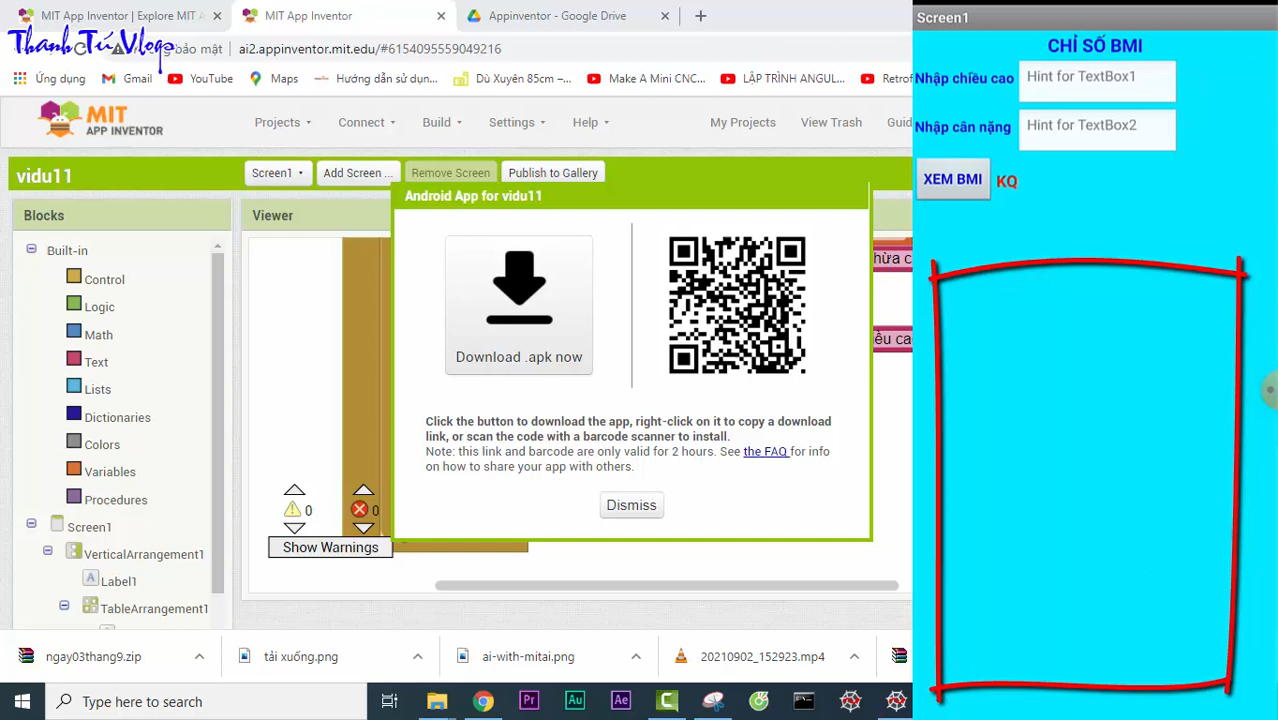 MIT App Inventor | Explore MIT A
MIT App Inventor
Appinventor - Google Drive
Thanh Tú Vlogs
bảo mật
ai2.appinventor.mit.edu/#6154095559049216
Ứng dụng
Gmail
YouTube
Maps
Hướng dẫn sử dụn...
Dù Xuyên 85cm –...
Make A Mini CNC...
LẬP TRÌNH ANGUL...
Retrof
MIT
APP INVENTOR
Projects
Connect
Build
Settings
Help
My Projects
View Trash
Guid
vidu11
Screen1
Add Screen ...
Remove Screen
Publish to Gallery
Blocks
Viewer
Built-in
Control
Logic
Math
Text
Lists
Dictionaries
Colors
Variables
Procedures
Screen1
VerticalArrangement1
Label1
TableArrangement1
0
0
Show Warnings
Android App for vidu11
Download .apk now
Click the button to download the app, right-click on it to copy a download
link, or scan the code with a barcode scanner to install.
Note: this link and barcode are only valid for 2 hours. See the FAQ for info
on how to share your app with others.
Dismiss
ngay03thang9.zip
tải xuống.png
ai-with-mitai.png
20210902_152923.mp4
Type here to search
Pr
Au
Ae
Screen1
CHỈ SỐ BMI
Nhập chiều cao
Hint for TextBox1
Nhập cân nặng
Hint for TextBox2
XEM BMI
KQ